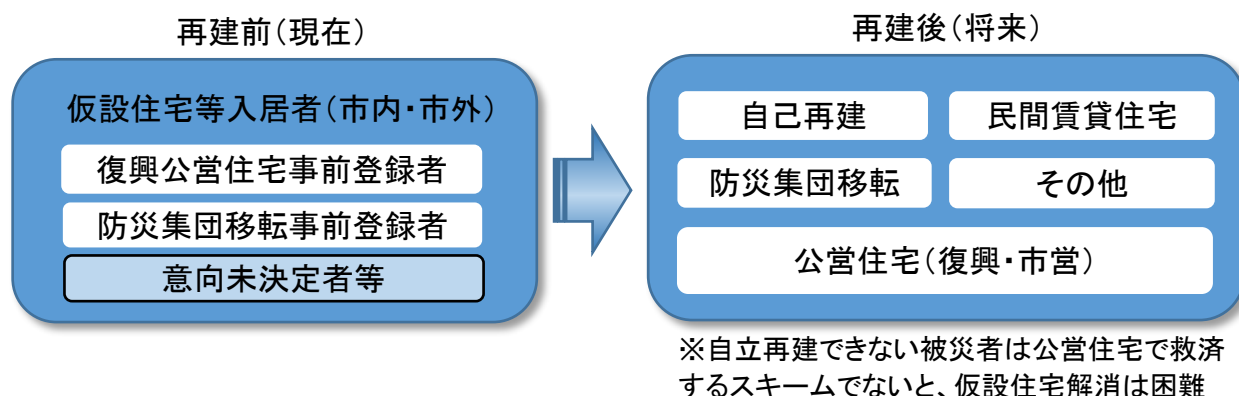 再建前(現在)
仮設住宅等入居者(市内・市外)
復興公営住宅事前登録者
防災集団移転事前登録者
意向未決定者等
再建後(将来)
自己再建
民間賃貸住宅
防災集団移転
その他
公営住宅(復興・市営)
※自立再建できない被災者は公営住宅で救済
するスキームでないと、仮設住宅解消は困難